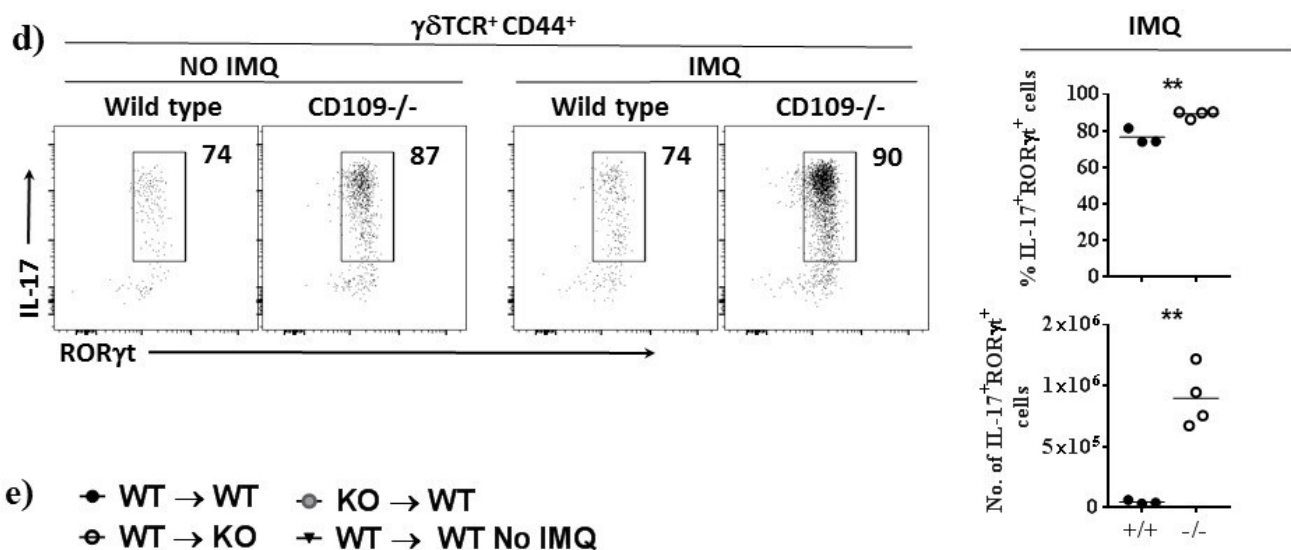 d)
γδTCR⁺ CD44⁺
NO IMQ
IMQ
Wild type
CD109-/-
Wild type
CD109-/-
74
87
74
90
IL-17
RORγt
IMQ
**
% IL-17⁺RORγt⁺ cells
100
80
60
40
20
0
**
No. of IL-17⁺RORγt⁺
cells
2x10⁶
1x10⁶
5x10⁵
0
+/+
-/-
e)
WT → WT
KO → WT
WT → KO
WT → WT No IMQ